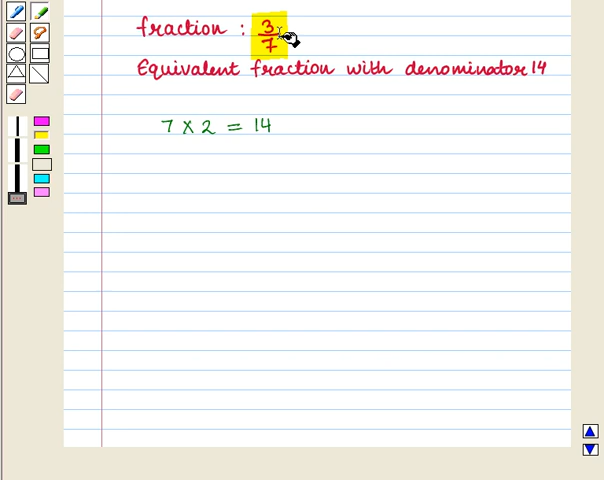 fraction : 3/7
Equivalent fraction with denominator 14
7 × 2 = 14